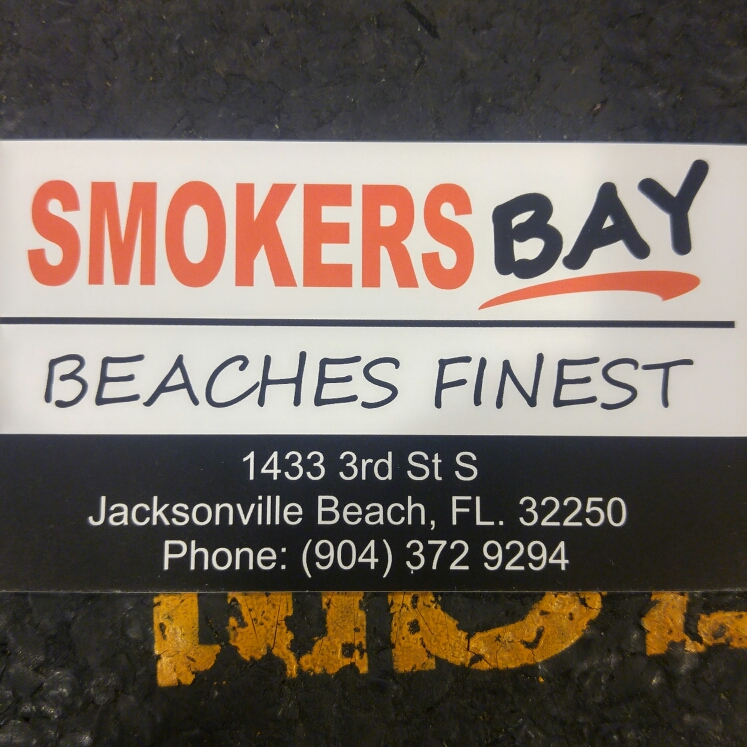 SMOKERS BAY
BEACHES FINEST
1433 3rd St S
Jacksonville Beach, FL. 32250
Phone: (904) 372 9294